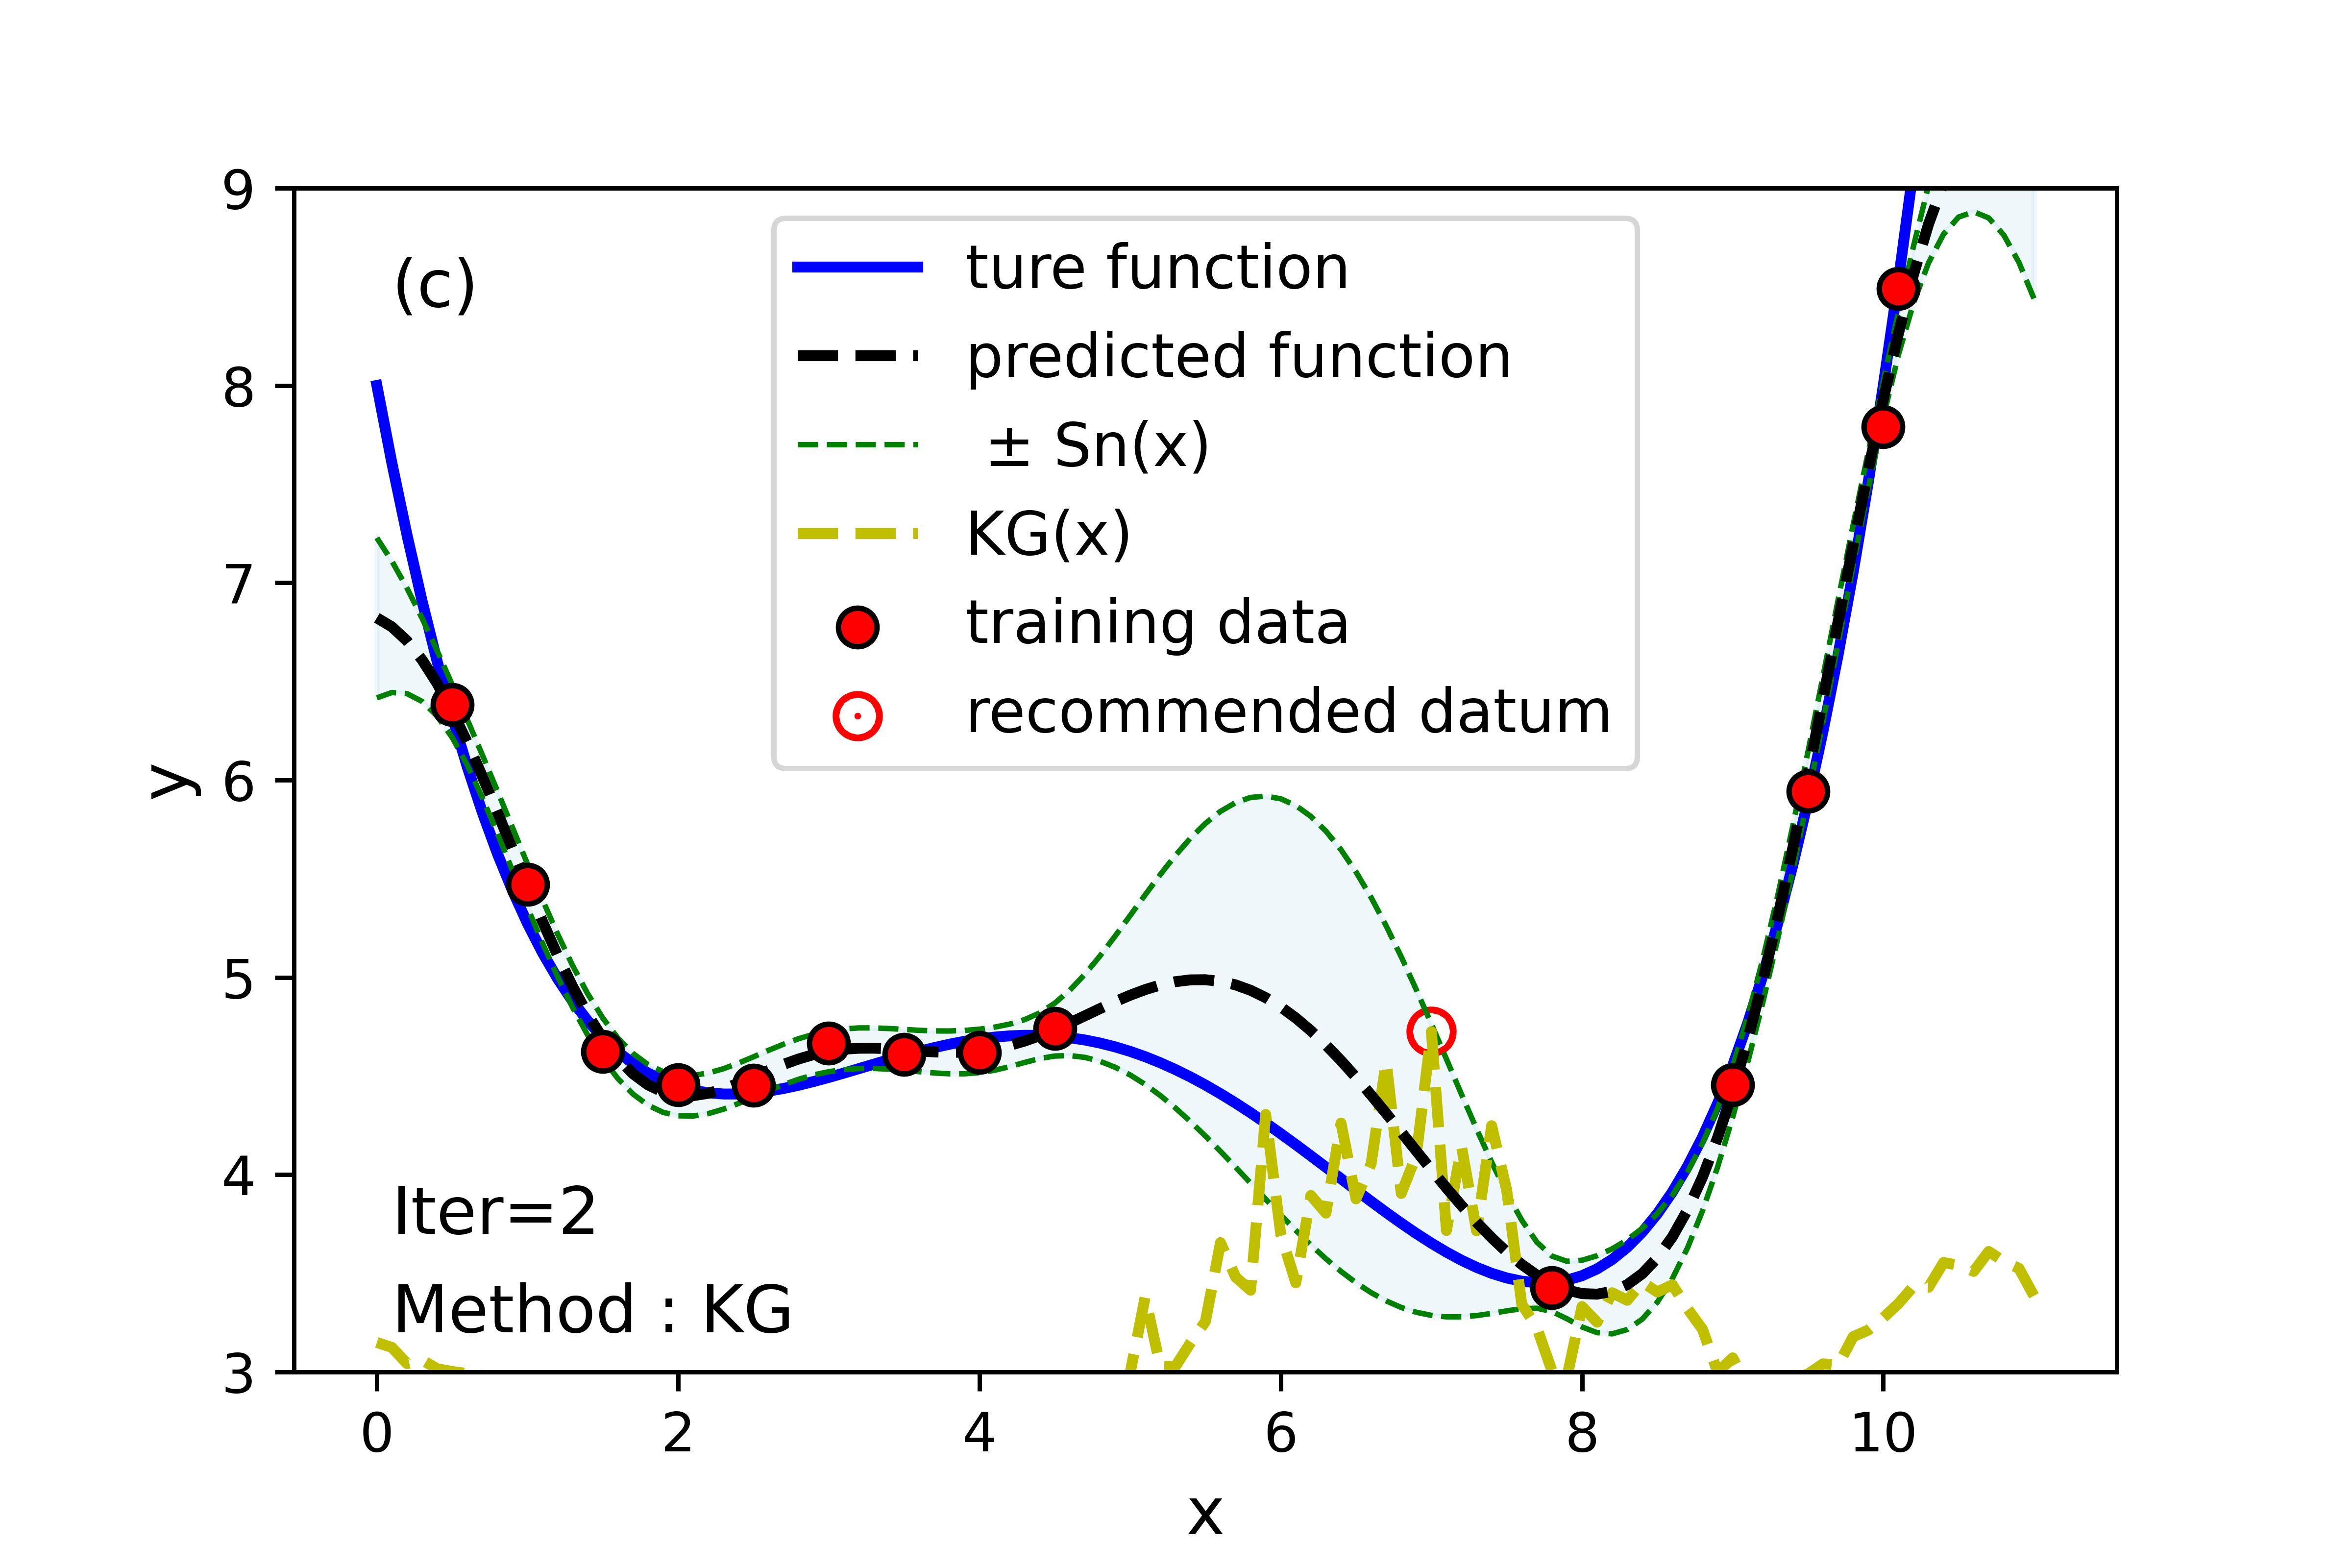 (c)
ture function
predicted function
± Sn(x)
KG(x)
training data
recommended datum
Iter=2
Method : KG
y
9
8
7
6
5
4
3
0 2 4 6 8 10
x